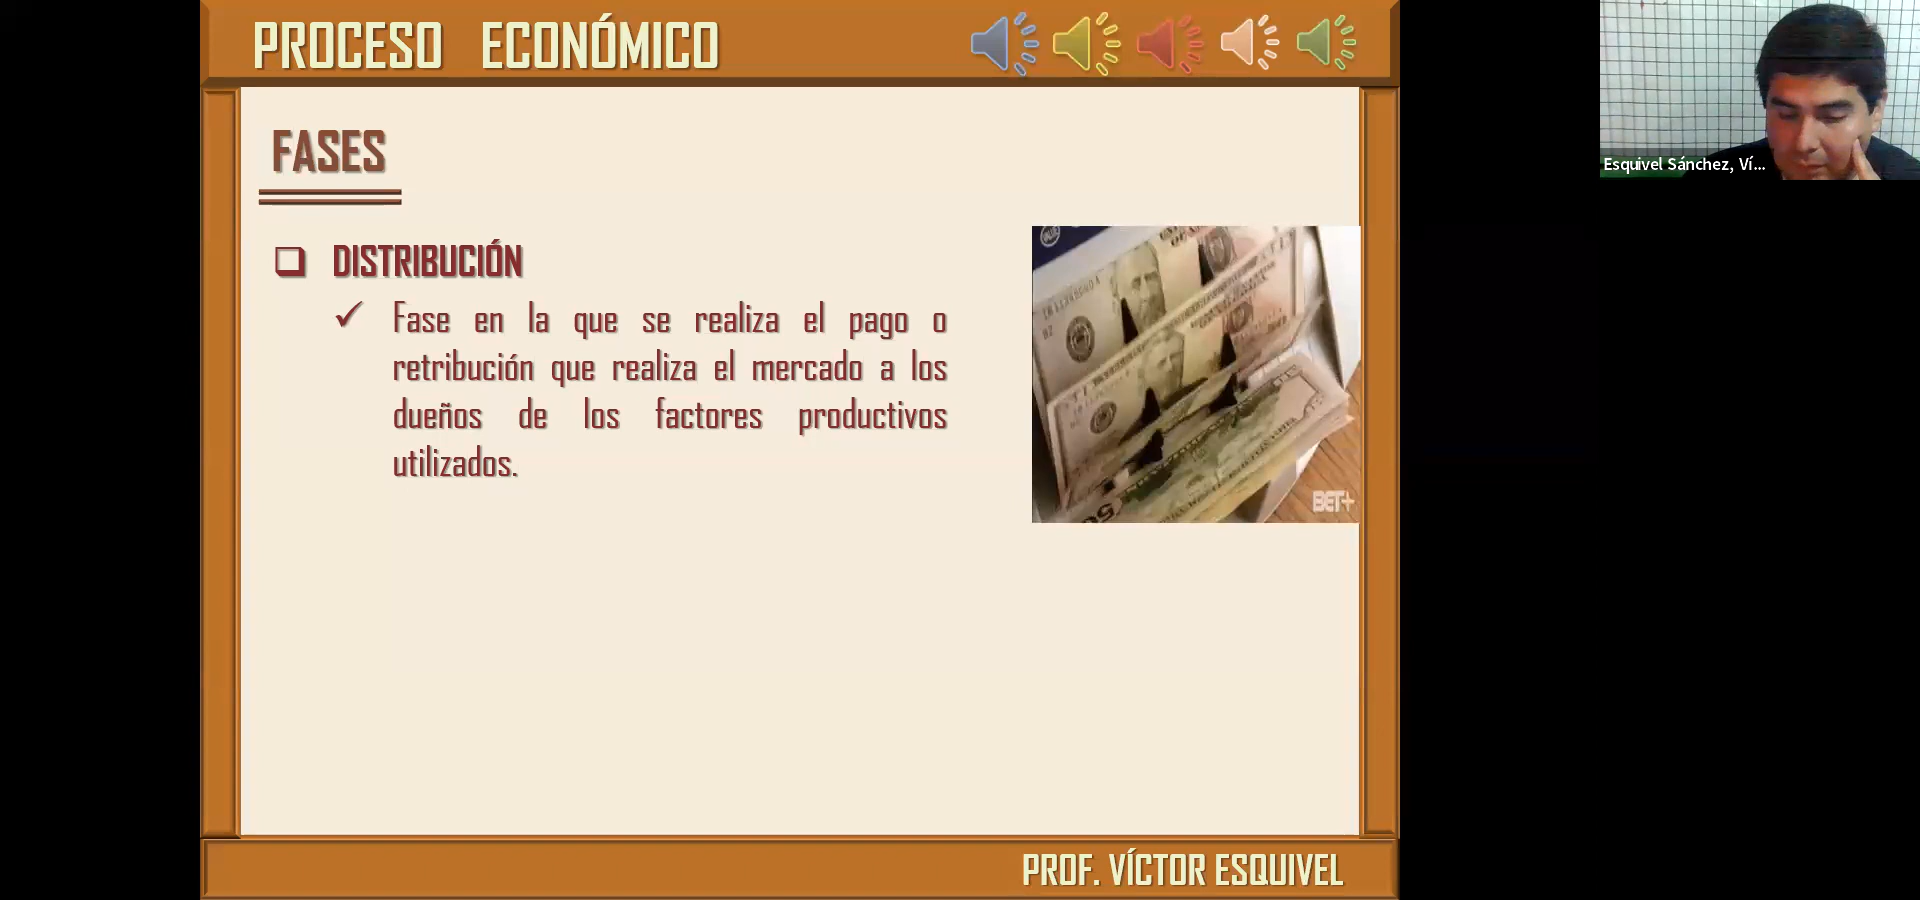 PROCESO ECONÓMICO
Esquivel Sánchez, Ví...
FASES
DISTRIBUCIÓN
Fase en la que se realiza el pago o
retribución que realiza el mercado a los
dueños de los factores productivos
utilizados.
BET+
PROF. VÍCTOR ESQUIVEL